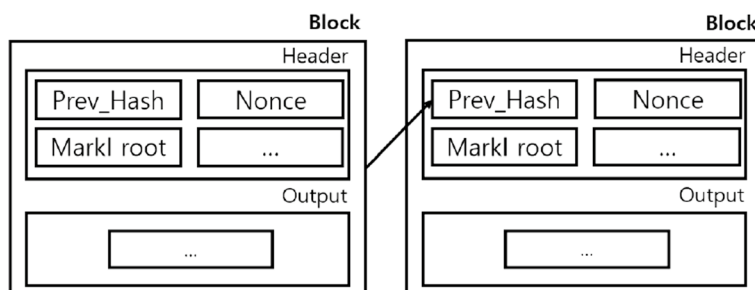 Block
Header
Prev_Hash
Nonce
Markl root
...
Output
...
Block
Header
Prev_Hash
Nonce
Markl root
...
Output
...